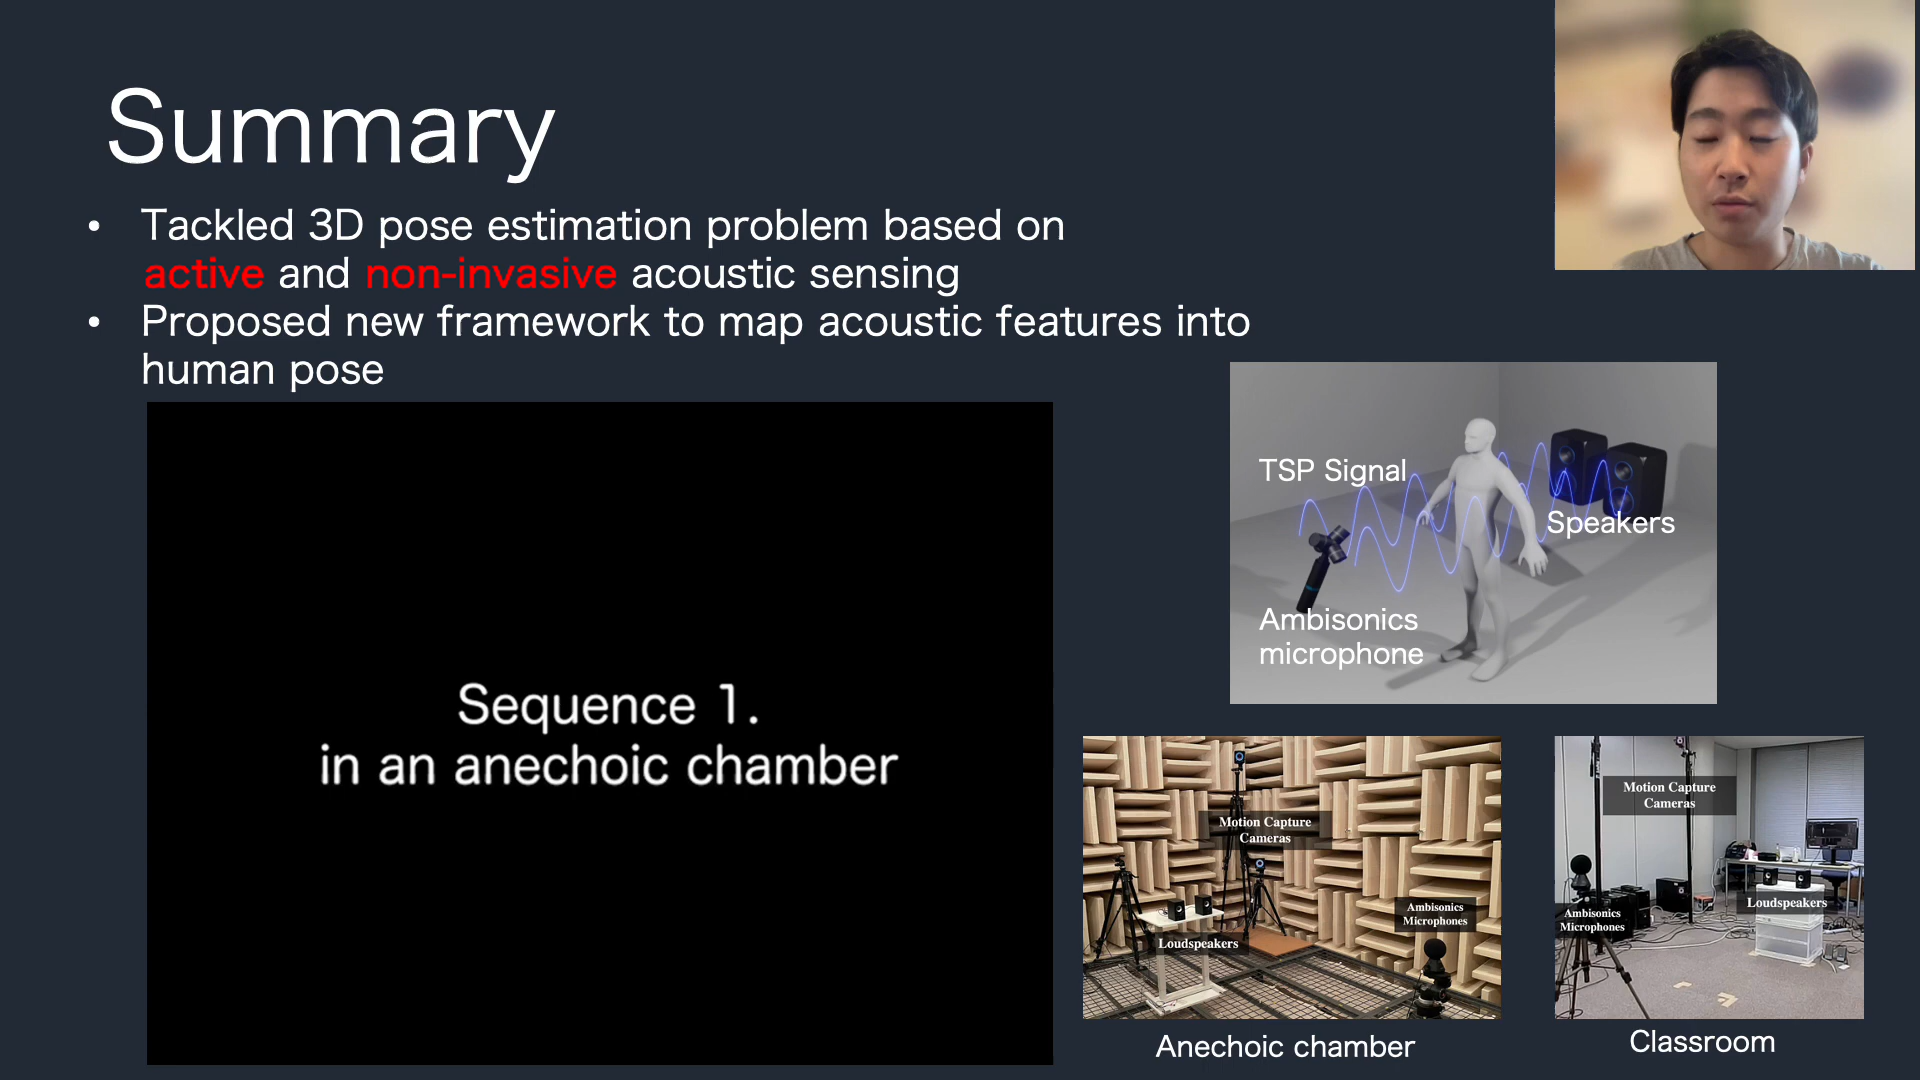 Summary
• Tackled 3D pose estimation problem based on
active and non-invasive acoustic sensing
• Proposed new framework to map acoustic features into
human pose
Sequence 1.
in an anechoic chamber
TSP Signal
Speakers
Ambisonics
microphone
Motion Capture
Cameras
Ambisonics
Microphones
Loudspeakers
Anechoic chamber
Motion Capture
Cameras
Loudspeakers
Ambisonics
Microphones
Classroom